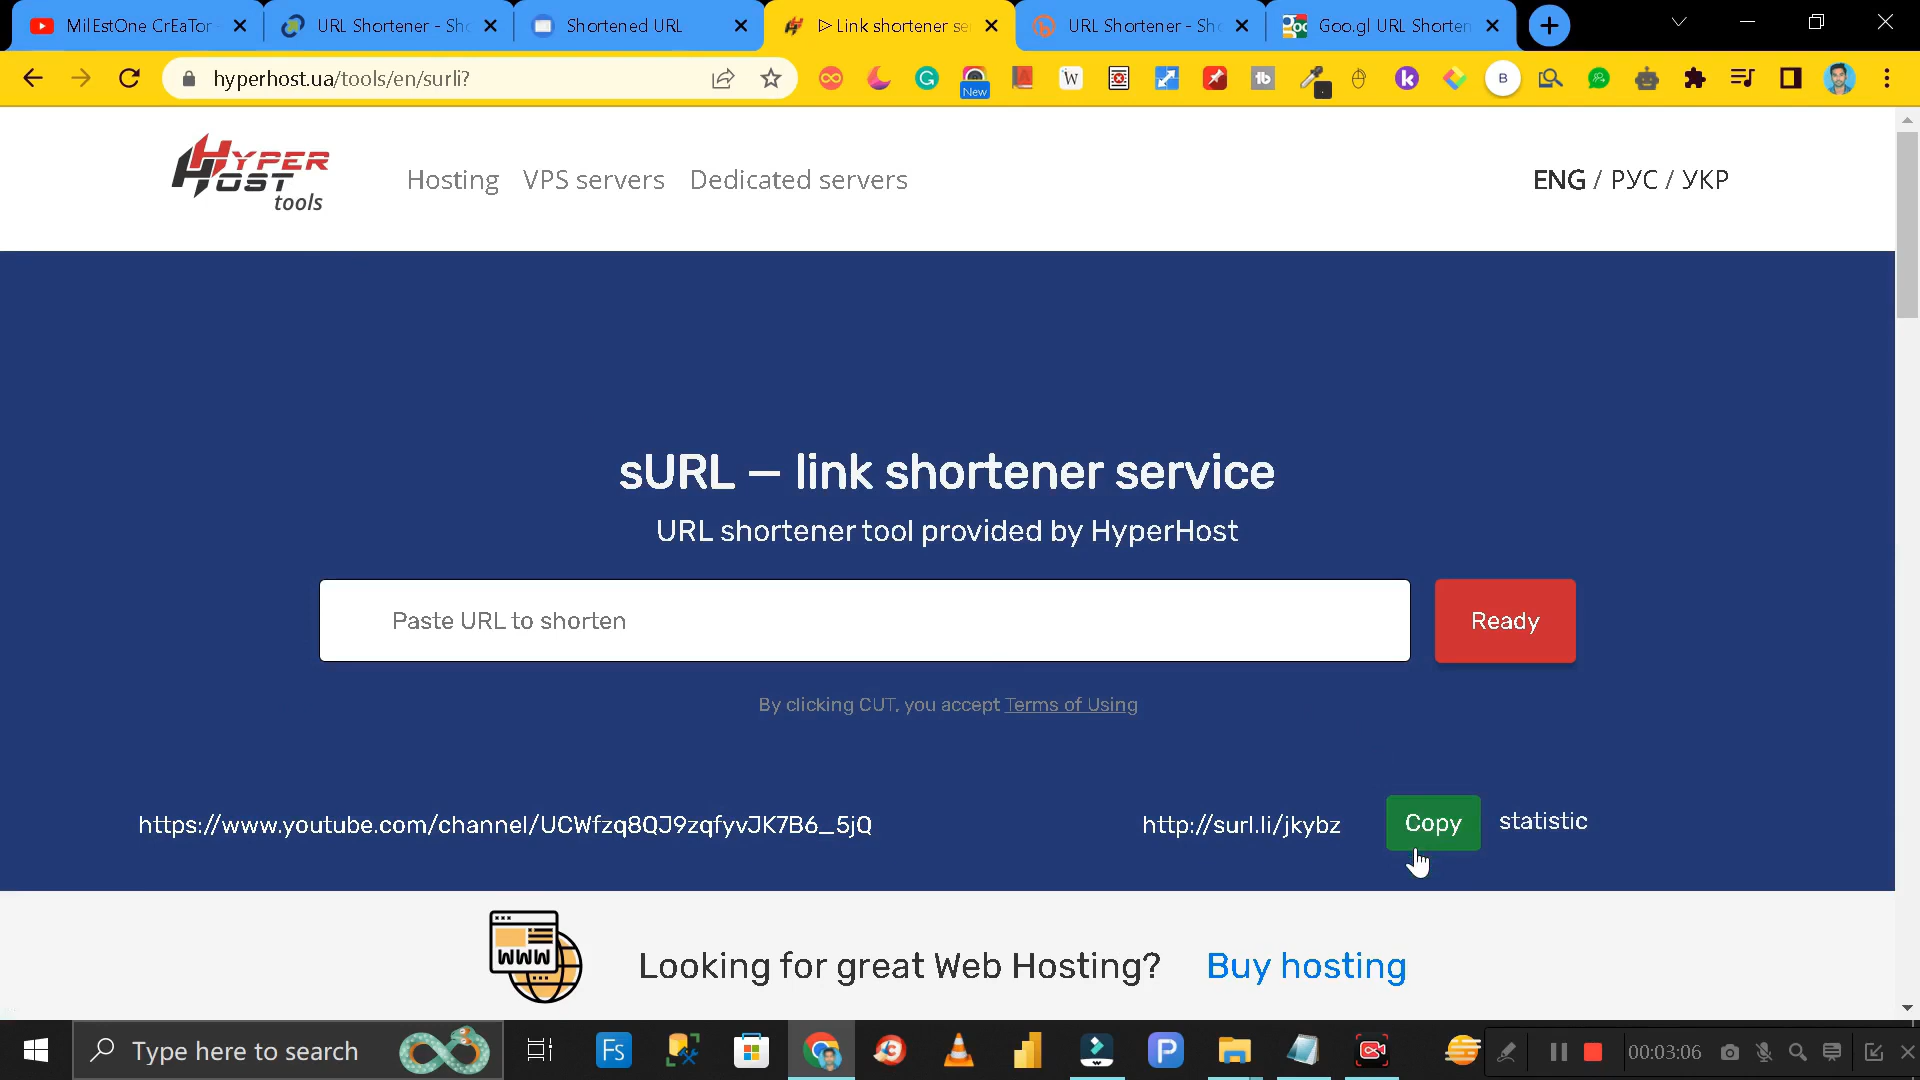 MilEstOne CrEaTor
URL Shortener - Sho
Shortened URL
ᐅ Link shortener se
URL Shortener - Sho
Goo.gl URL Shorten
hyperhost.ua/tools/en/surli?
New
HYPER
HOST
tools
Hosting
VPS servers
Dedicated servers
ENG / РУС / УКР
sURL — link shortener service
URL shortener tool provided by HyperHost
Paste URL to shorten
Ready
By clicking CUT, you accept Terms of Using
https://www.youtube.com/channel/UCWfzq8QJ9zqfyvJK7B6_5jQ
http://surl.li/jkybz
Copy
statistic
WWW
Looking for great Web Hosting?
Buy hosting
Type here to search
Fs
00:03:06